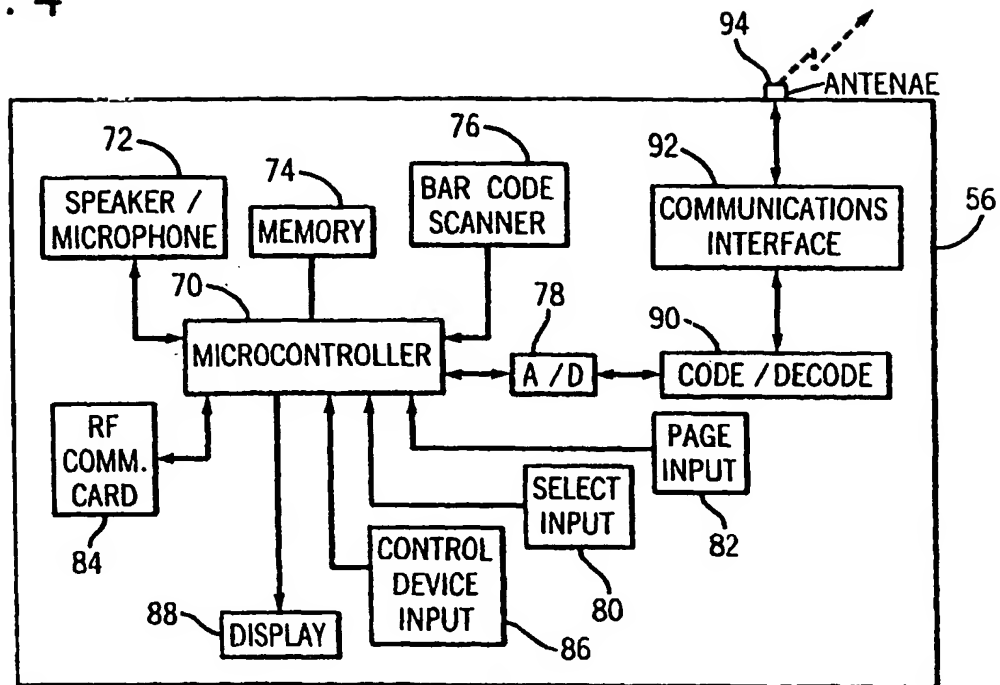 . 4
94
ANTENAE
72
SPEAKER /
MICROPHONE
74
MEMORY
76
BAR CODE
SCANNER
92
COMMUNICATIONS
INTERFACE
56
70
MICROCONTROLLER
78
A / D
90
CODE / DECODE
RF
COMM.
CARD
84
PAGE
INPUT
82
SELECT
INPUT
80
CONTROL
DEVICE
INPUT
86
88
DISPLAY